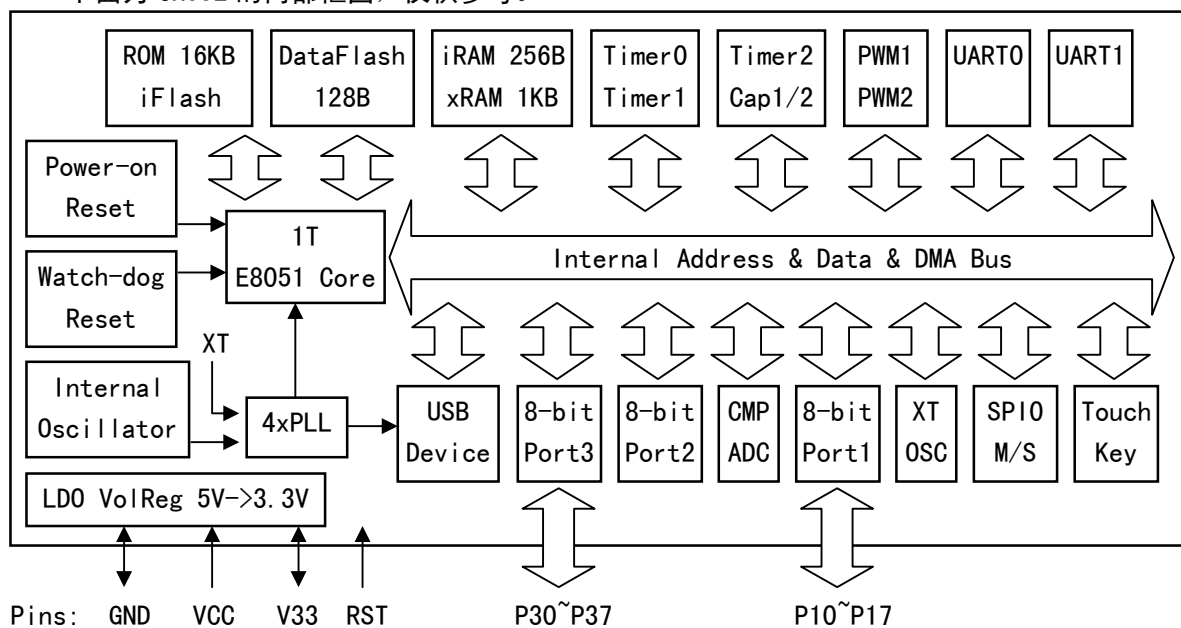 ROM 16KB
iFlash
DataFlash
128B
iRAM 256B
xRAM 1KB
Timer0
Timer1
Timer2
Cap1/2
PWM1
PWM2
UART0
UART1
Power-on
Reset
1T
E8051 Core
Internal Address & Data & DMA Bus
Watch-dog
Reset
XT
Internal
Oscillator
4xPLL
USB
Device
8-bit
Port3
8-bit
Port2
CMP
ADC
8-bit
Port1
XT
OSC
SPI0
M/S
Touch
Key
LDO VolReg 5V->3.3V
Pins: GND VCC V33 RST P30~P37 P10~P17